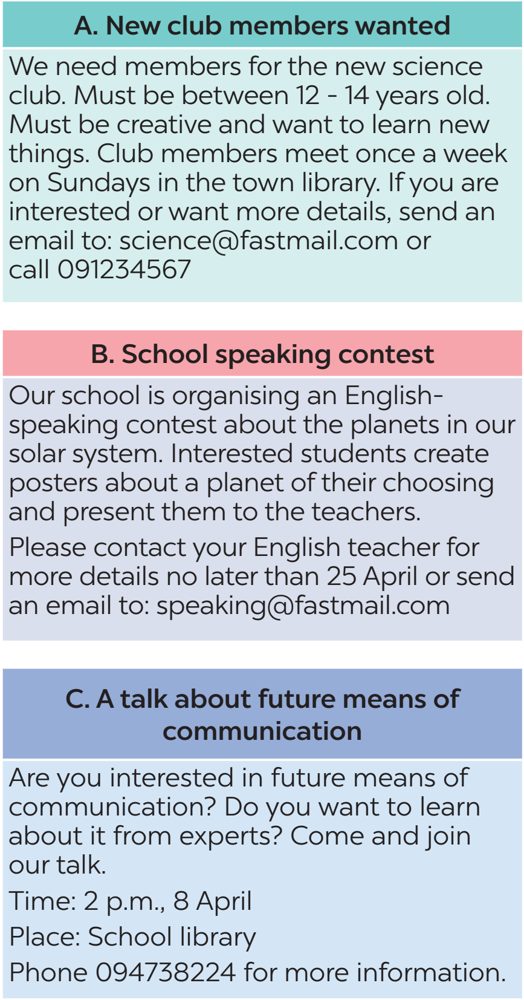 A. New club members wanted
We need members for the new science
club. Must be between 12 - 14 years old.
Must be creative and want to learn new
things. Club members meet once a week
on Sundays in the town library. If you are
interested or want more details, send an
email to: science@fastmail.com or
call 091234567
B. School speaking contest
Our school is organising an English-
speaking contest about the planets in our
solar system. Interested students create
posters about a planet of their choosing
and present them to the teachers.
Please contact your English teacher for
more details no later than 25 April or send
an email to: speaking@fastmail.com
C. A talk about future means of
communication
Are you interested in future means of
communication? Do you want to learn
about it from experts? Come and join
our talk.
Time: 2 p.m., 8 April
Place: School library
Phone 094738224 for more information.